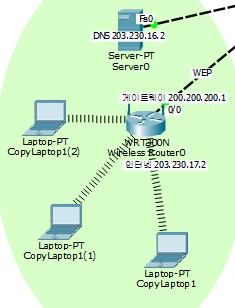 Fa0
DNS 203.230.16.2
Server-PT
Server0
WEP
게이트웨이 200.200.200.1
0/0
Laptop-PT
CopyLaptop1(2)
WRT300N
Wireless Router0
인터넷 203.230.17.2
Laptop-PT
CopyLaptop1(1)
Laptop-PT
CopyLaptop1